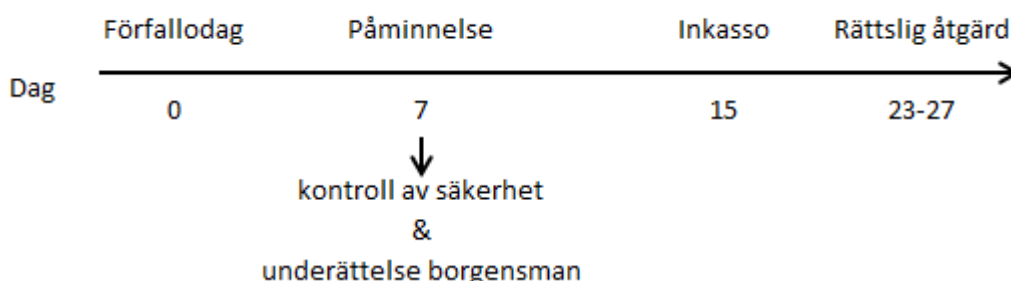 Förfallodag Påminnelse Inkasso Rättslig åtgärd
Dag
0 7 15 23-27
kontroll av säkerhet
&
underättelse borgensman